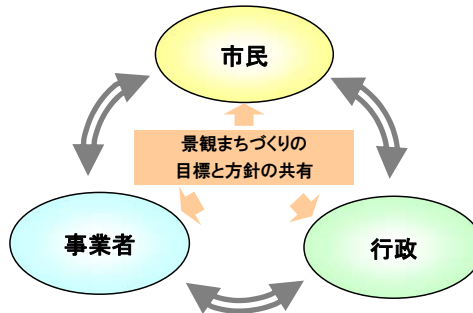 市民
景観まちづくりの
目標と方針の共有
事業者
行政